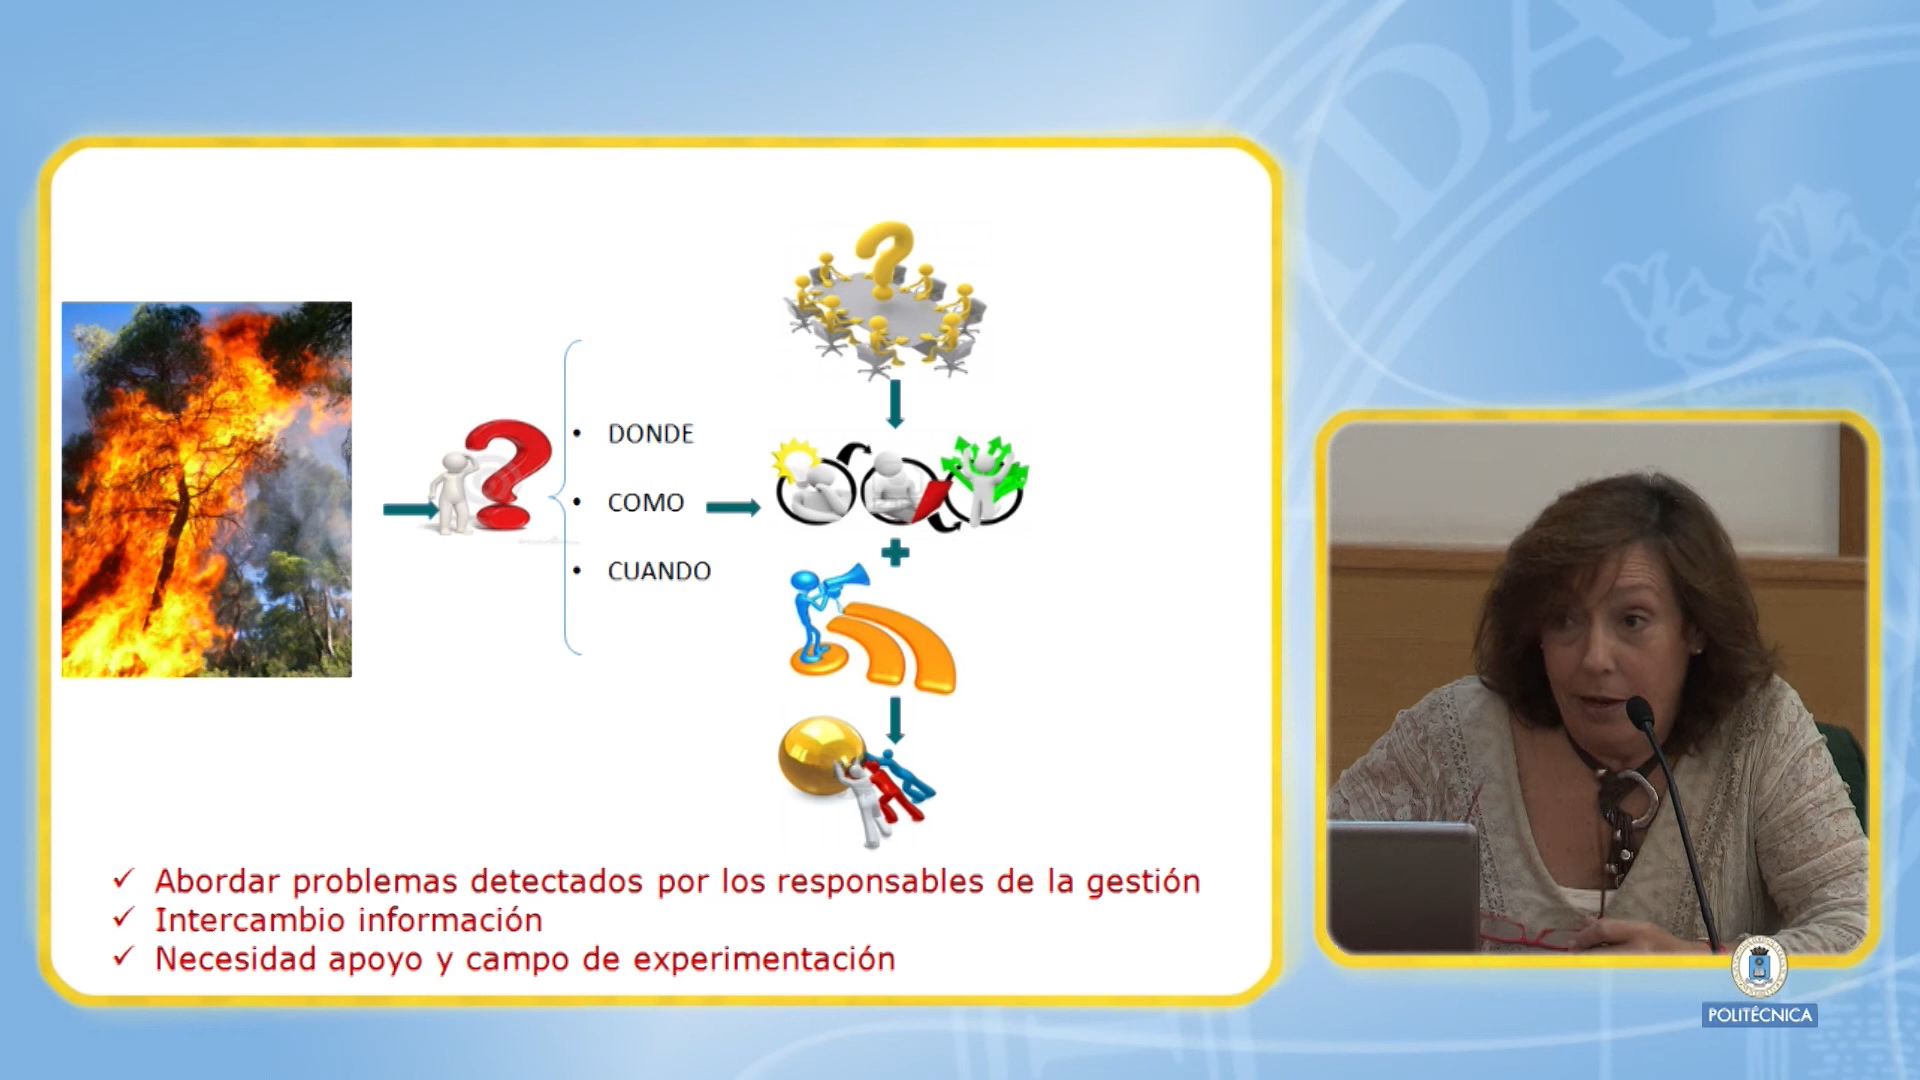 DONDE
COMO
CUANDO
Abordar problemas detectados por los responsables de la gestión
Intercambio información
Necesidad apoyo y campo de experimentación
POLITÉCNICA